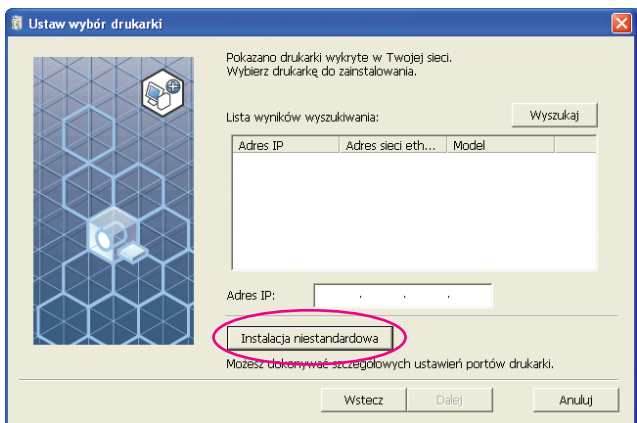 Ustaw wybór drukarki
Pokazano drukarki wykryte w Twojej sieci.
Wybierz drukarkę do zainstalowania.
Lista wyników wyszukiwania:
Wyszukaj
Adres IP Adres sieci eth... Model
Adres IP: . . .
Instalacja niestandardowa
Możesz dokonywać szczegółowych ustawień portów drukarki.
Wstecz Dalej Anuluj